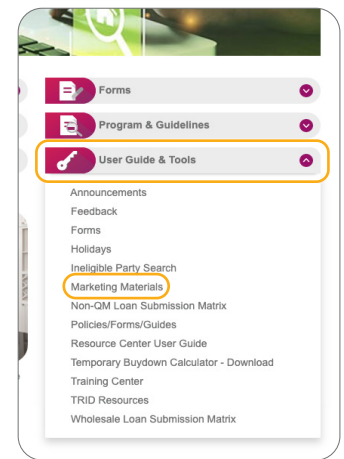 Forms
Program & Guidelines
User Guide & Tools
Announcements
Feedback
Forms
Holidays
Ineligible Party Search
Marketing Materials
Non-QM Loan Submission Matrix
Policies/Forms/Guides
Resource Center User Guide
Temporary Buydown Calculator - Download
Training Center
TRID Resources
Wholesale Loan Submission Matrix